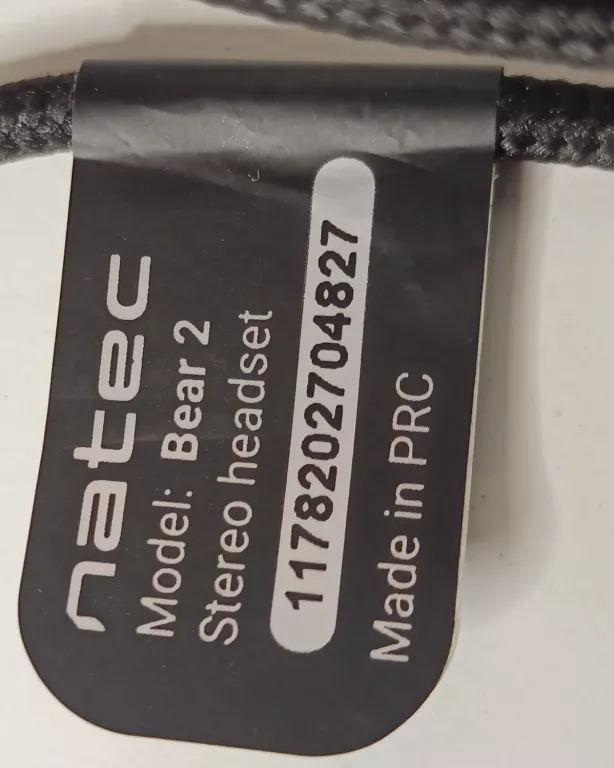 natec
Model: Bear 2
Stereo headset
1178202704827
Made in PRC